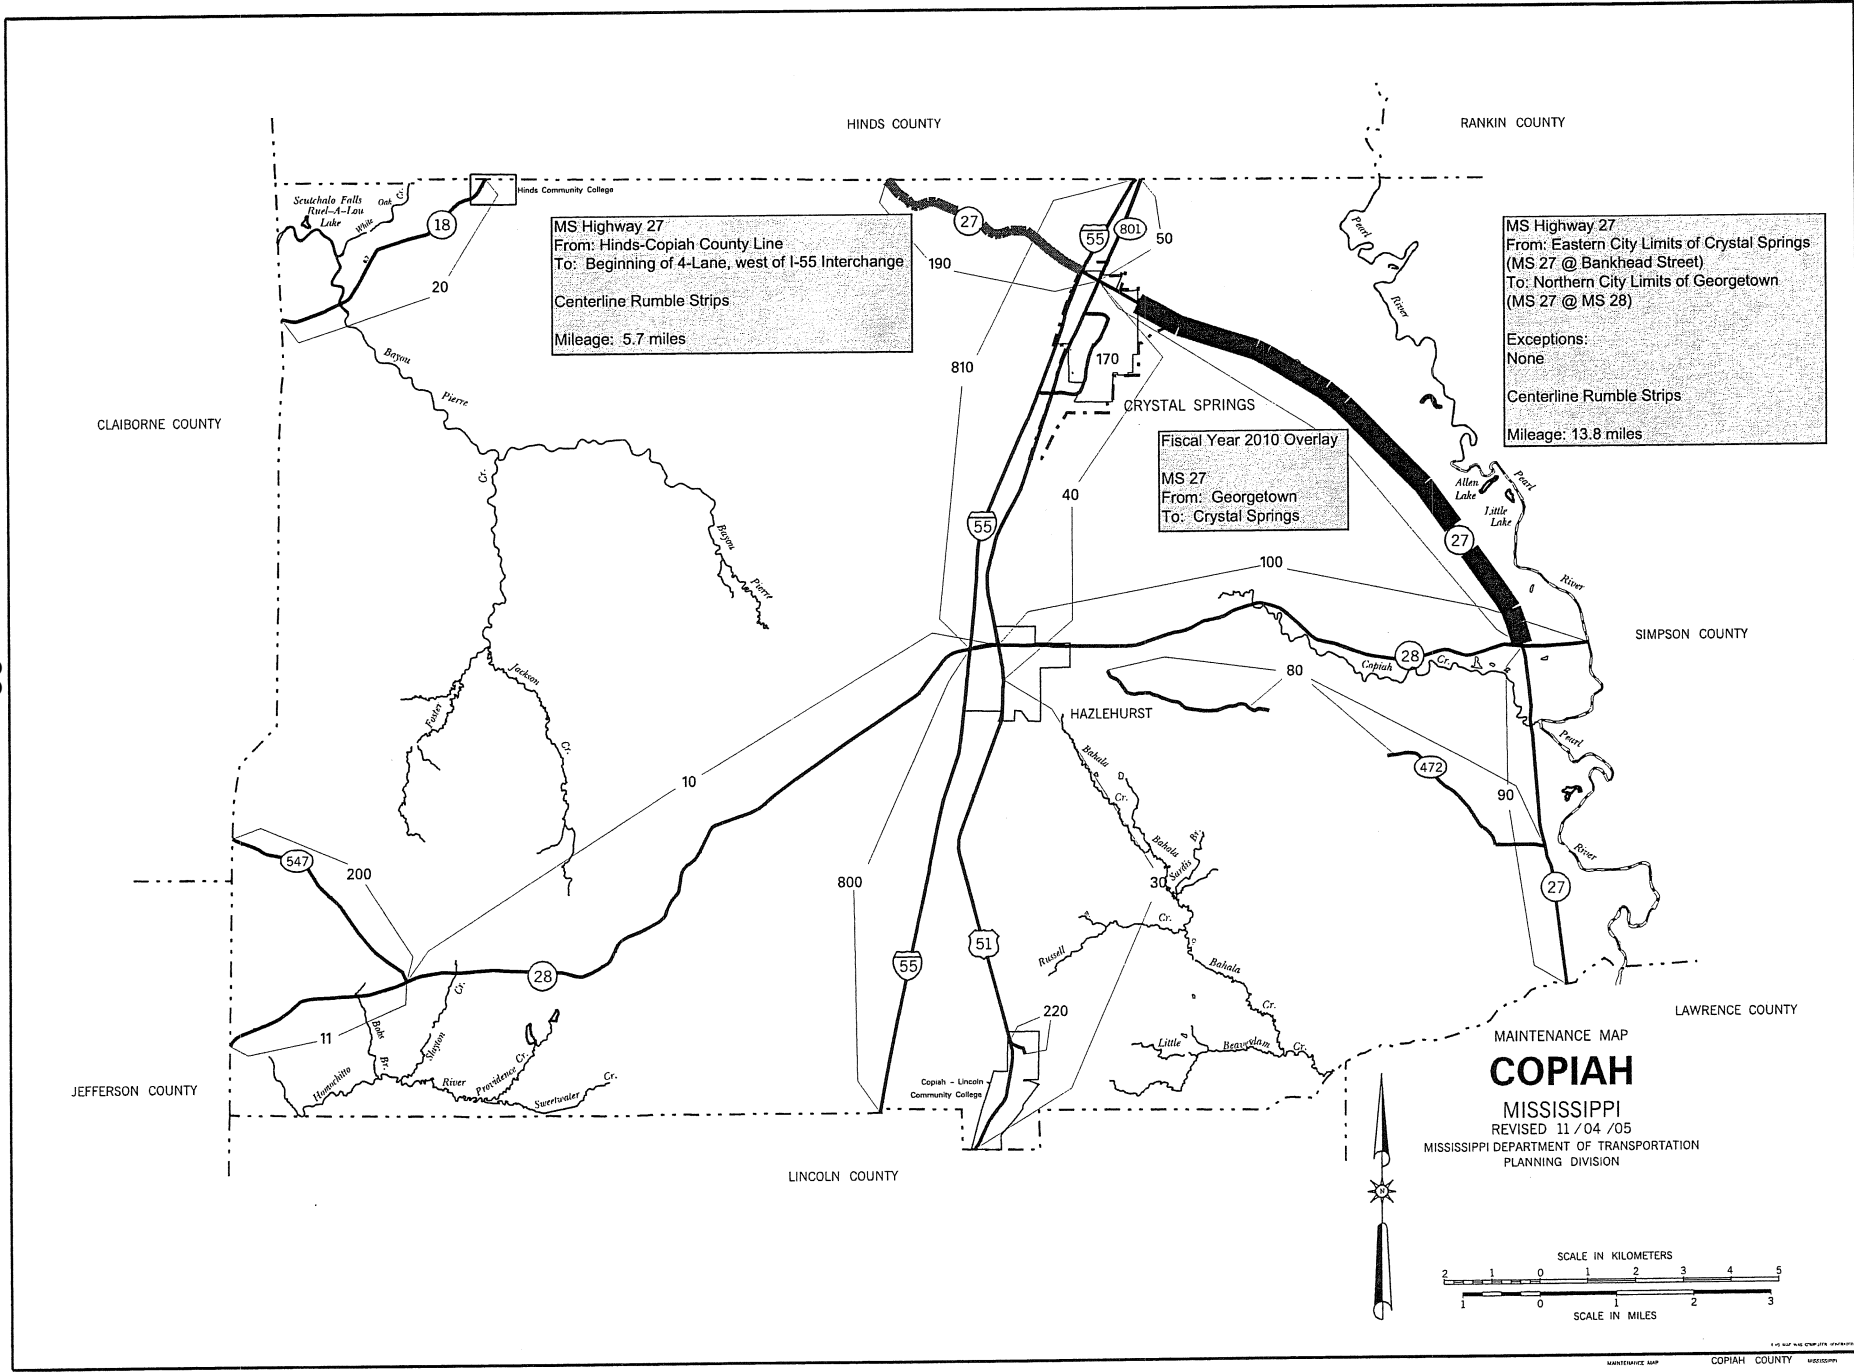 HINDS COUNTY
RANKIN COUNTY
Hinds Community College
Scutchalo Falls
Ruel-A-Lou
Lake
White
Oak
Cr.
18
20
MS Highway 27
From: Hinds-Copiah County Line
To: Beginning of 4-Lane, west of I-55 Interchange
Centerline Rumble Strips
Mileage: 5.7 miles
27
190
55
801
50
Pearl
River
MS Highway 27
From: Eastern City Limits of Crystal Springs
(MS 27 @ Bankhead Street)
To: Northern City Limits of Georgetown
(MS 27 @ MS 28)
Exceptions:
None
Centerline Rumble Strips
Mileage: 13.8 miles
Bayou
Pierre
810
170
CRYSTAL SPRINGS
CLAIBORNE COUNTY
Fiscal Year 2010 Overlay
MS 27
From: Georgetown
To: Crystal Springs
Cr.
40
55
Allen
Lake
Little
Lake
Pearl
27
Bayou
Pierre
100
River
SIMPSON COUNTY
28
Copiah
Cr.
80
Jackson
Foster
Cr.
HAZLEHURST
Pearl
Bahala
Cr.
472
90
10
547
200
800
Bahala
Sardis
Br.
River
30
27
Cr.
Russell
51
55
Bahala
Cr.
28
Cr.
11
Bahs
Br.
Slayton
Homochitto
River
Providence
Cr.
Sweetwater
Cr.
220
Little
Beaverdam
Cr.
Copiah - Lincoln
Community College
JEFFERSON COUNTY
LINCOLN COUNTY
LAWRENCE COUNTY
MAINTENANCE MAP
COPIAH
MISSISSIPPI
REVISED 11/04/05
MISSISSIPPI DEPARTMENT OF TRANSPORTATION
PLANNING DIVISION
N
SCALE IN KILOMETERS
2 1 0 1 2 3 4 5
1 0 1 2 3
SCALE IN MILES
MAINTENANCE MAP
COPIAH COUNTY MISSISSIPPI